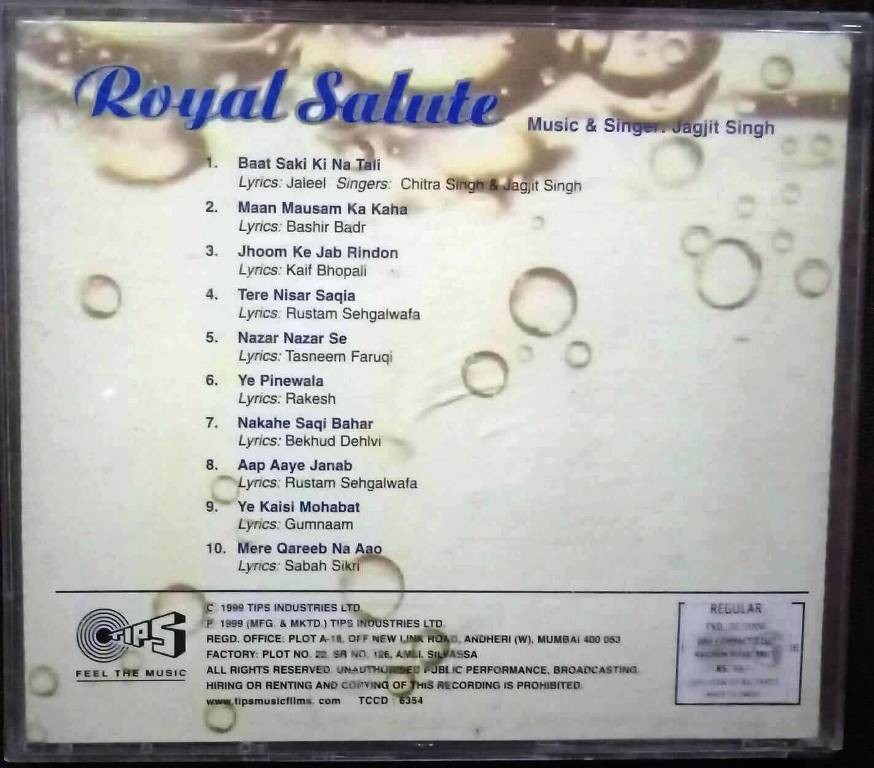 Royal Salute
Music & Singer: Jagjit Singh
1. Baat Saki Ki Na Tali
Lyrics: Jaleel Singers: Chitra Singh & Jagjit Singh
2. Maan Mausam Ka Kaha
Lyrics: Bashir Badr
3. Jhoom Ke Jab Rindon
Lyrics: Kaif Bhopali
4. Tere Nisar Saqia
Lyrics: Rustam Sehgalwafa
5. Nazar Nazar Se
Lyrics: Tasneem Faruqi
6. Ye Pinewala
Lyrics: Rakesh
7. Nakahe Saqi Bahar
Lyrics: Bekhud Dehlvi
8. Aap Aaye Janab
Lyrics: Rustam Sehgalwafa
9. Ye Kaisi Mohabat
Lyrics: Gumnaam
10. Mere Qareeb Na Aao
Lyrics: Sabah Sikri
TIPS
FEEL THE MUSIC
C 1999 TIPS INDUSTRIES LTD.
P 1999 (MFG. & MKTD.) TIPS INDUSTRIES LTD.
REGD. OFFICE: PLOT A-18, OFF NEW LINK ROAD, ANDHERI (W), MUMBAI 400 053
FACTORY: PLOT NO. 22, SR NO. 126, AMLI, SILVASSA
ALL RIGHTS RESERVED. UNAUTHORISED PUBLIC PERFORMANCE, BROADCASTING,
HIRING OR RENTING AND COPYING OF THIS RECORDING IS PROHIBITED.
www.tipsmusicfilms.com TCCD : 6354
REGULAR